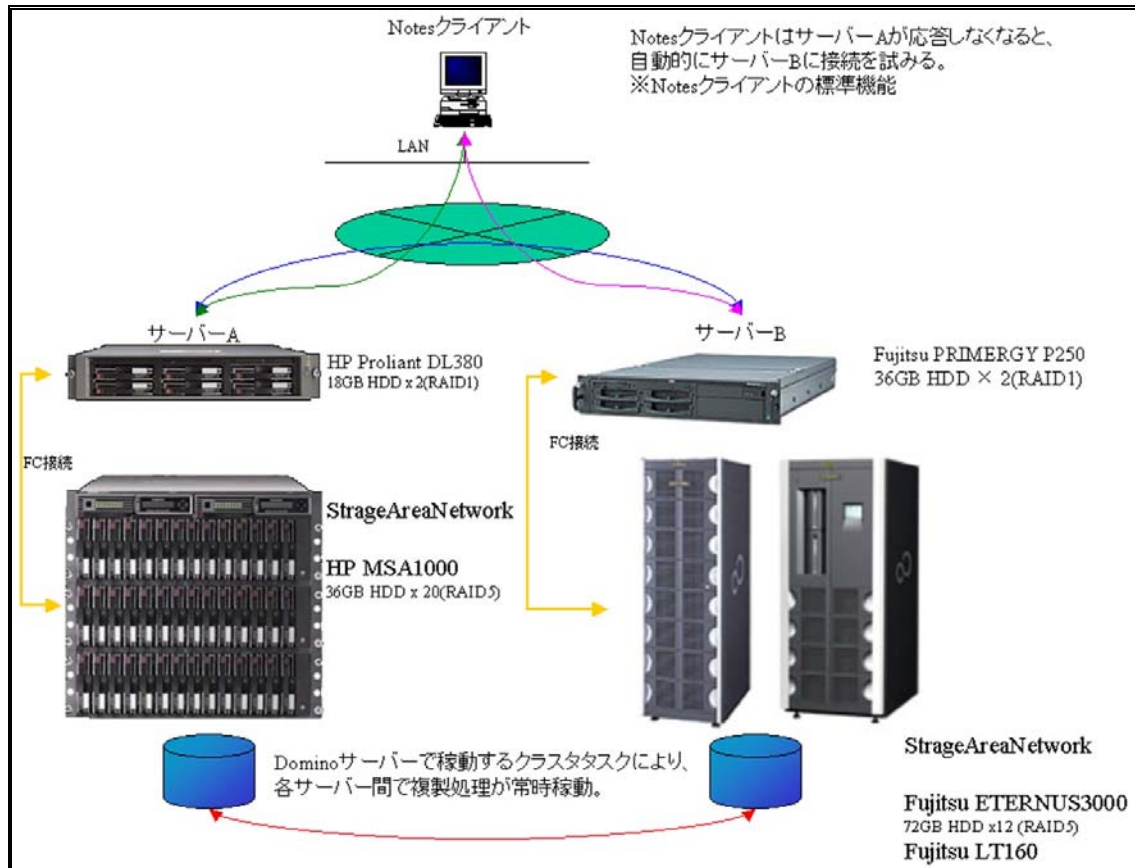 Notesクライアント
NotesクライアントはサーバーAが応答しなくなると、
自動的にサーバーBに接続を試みる。
※Notesクライアントの標準機能
LAN
サーバーA
HP Proliant DL380
18GB HDD x 2(RAID1)
サーバーB
Fujitsu PRIMERGY P250
36GB HDD × 2(RAID1)
FC接続
FC接続
StrageAreaNetwork
HP MSA1000
36GB HDD x 20(RAID5)
Dominoサーバーで稼動するクラスタタスクにより、
各サーバー間で複製処理が常時稼動。
StrageAreaNetwork
Fujitsu ETERNUS3000
72GB HDD x12 (RAID5)
Fujitsu LT160